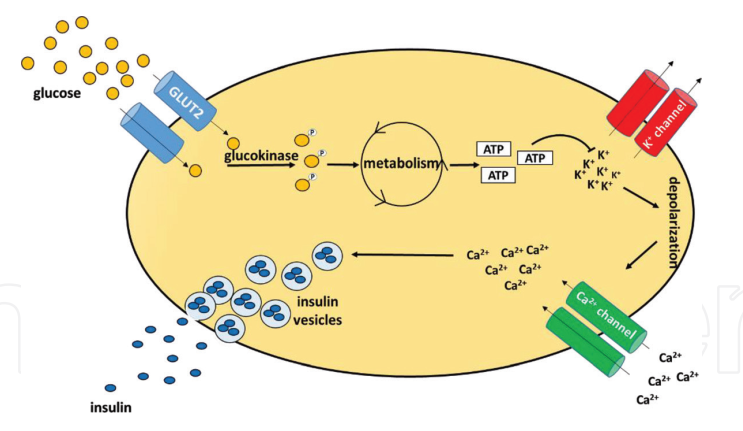 glucose
GLUT2
glucokinase
P
P
P
metabolism
ATP
ATP
ATP
K⁺ channel
K⁺
K⁺
K⁺ K⁺ K⁺
K⁺ K⁺
depolarization
Ca²⁺ Ca²⁺ Ca²⁺
Ca²⁺ Ca²⁺
Ca²⁺
insulin
vesicles
Ca²⁺ channel
Ca²⁺
Ca²⁺ Ca²⁺
Ca²⁺
insulin